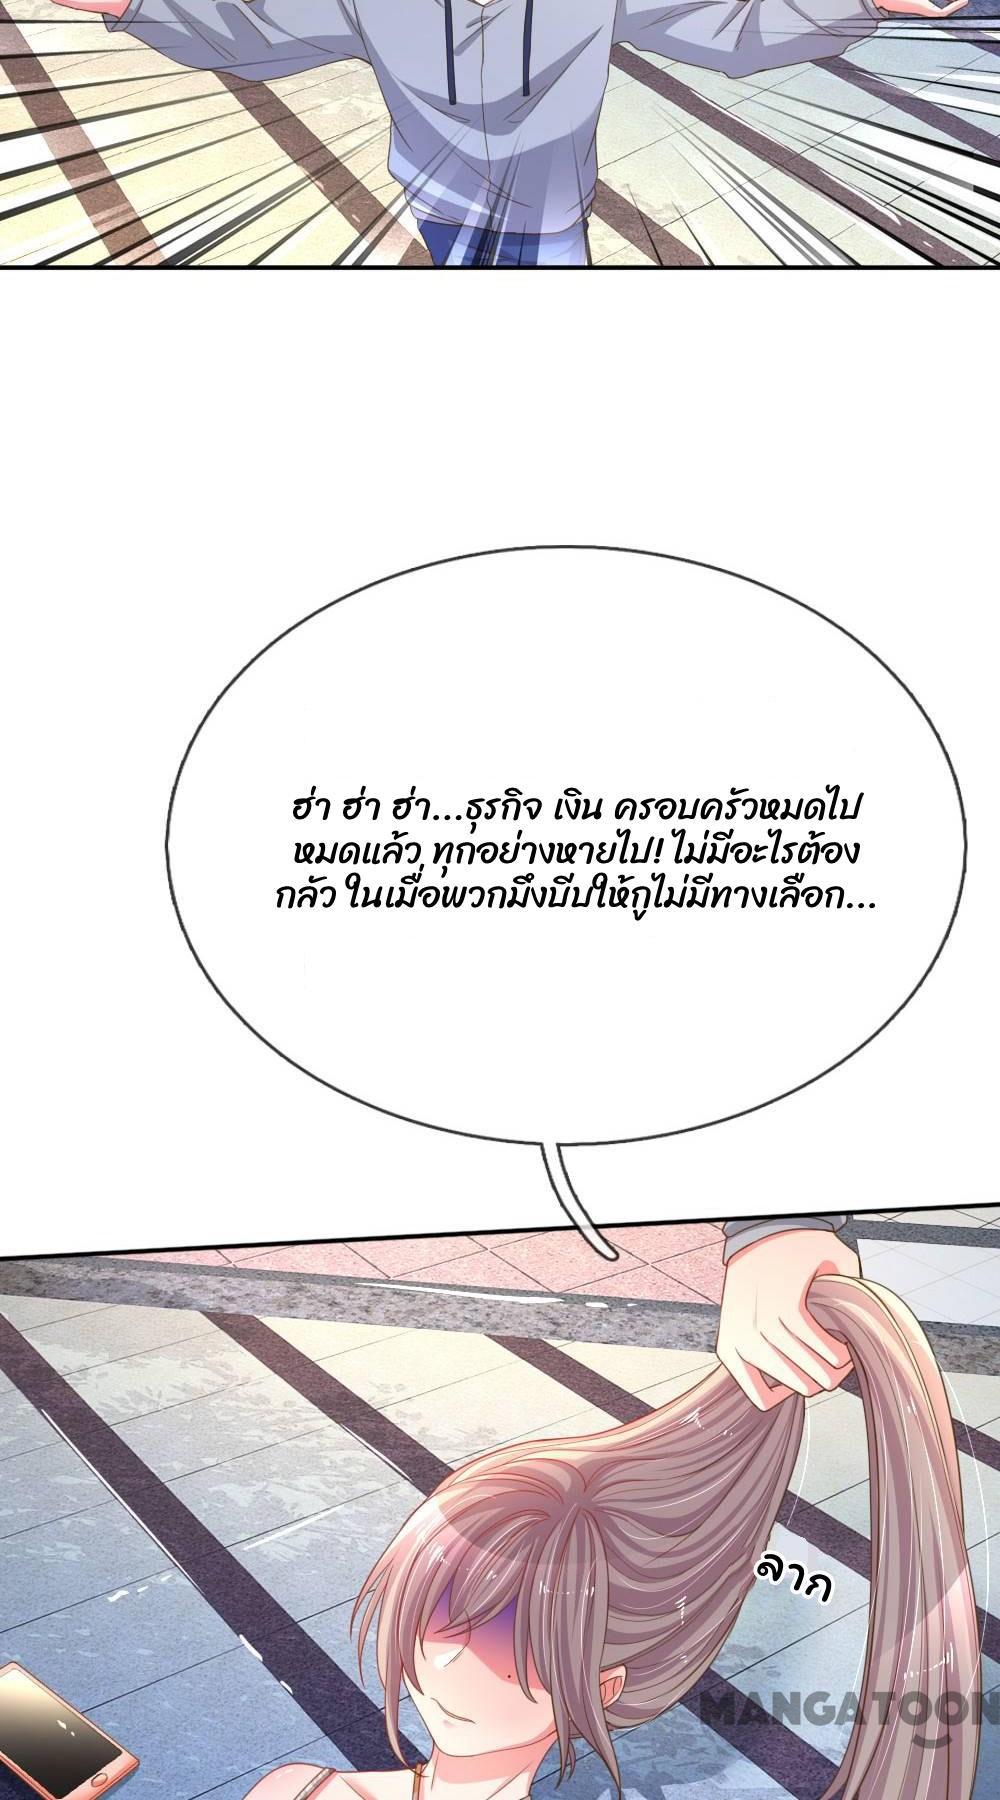 ฮ่า ฮ่า ฮ่า...ธุรกิจ เงิน ครอบครัวหมดไป
หมดแล้ว ทุกอย่างหายไป! ไม่มีอะไรต้อง
กลัว ในเมื่อพวกมึงบีบให้กูไม่มีทางเลือก...
ลาก
MANGATOON